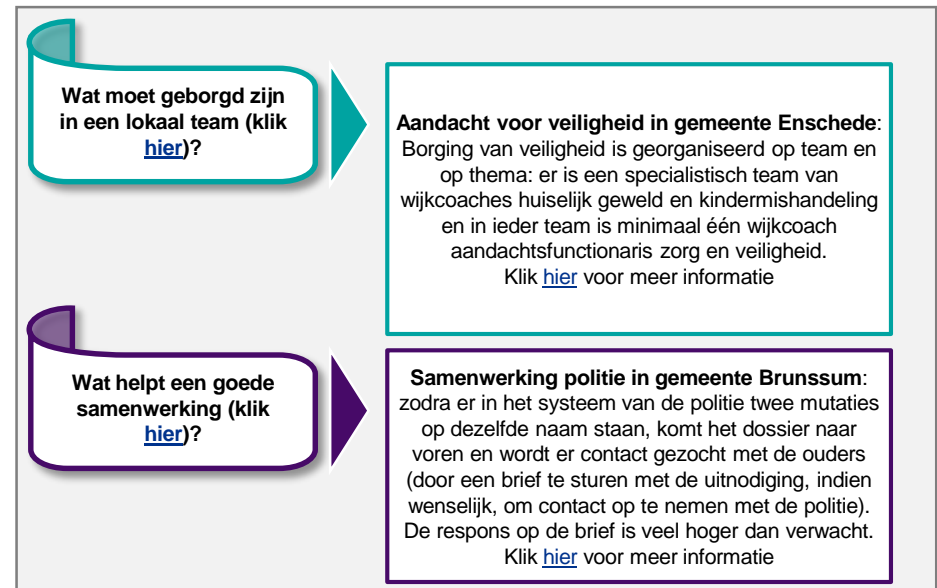 Wat moet geborgd zijn
in een lokaal team (klik
hier)?
Aandacht voor veiligheid in gemeente Enschede:
Borging van veiligheid is georganiseerd op team en
op thema: er is een specialistisch team van
wijkcoaches huiselijk geweld en kindermishandeling
en in ieder team is minimaal één wijkcoach
aandachtsfunctionaris zorg en veiligheid.
Klik hier voor meer informatie
Wat helpt een goede
samenwerking (klik
hier)?
Samenwerking politie in gemeente Brunssum:
zodra er in het systeem van de politie twee mutaties
op dezelfde naam staan, komt het dossier naar
voren en wordt er contact gezocht met de ouders
(door een brief te sturen met de uitnodiging, indien
wenselijk, om contact op te nemen met de politie).
De respons op de brief is veel hoger dan verwacht.
Klik hier voor meer informatie